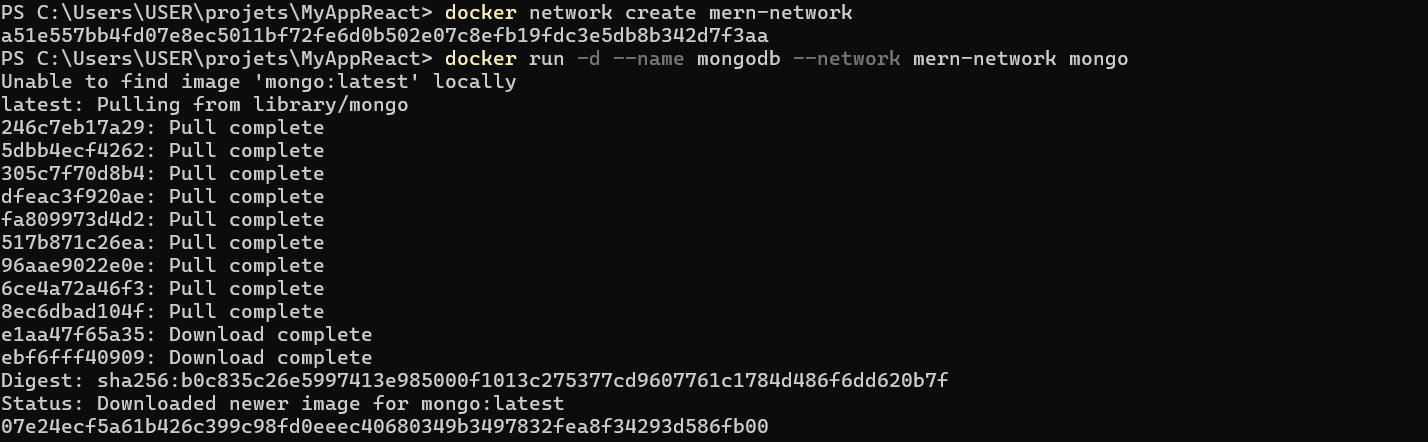 PS C:\Users\USER\projets\MyAppReact> docker network create mern-network
a51e557bb4fd07e8ec5011bf72fe6d0b502e07c8efb19fdc3e5db8b342d7f3aa
PS C:\Users\USER\projets\MyAppReact> docker run -d --name mongodb --network mern-network mongo
Unable to find image 'mongo:latest' locally
latest: Pulling from library/mongo
246c7eb17a29: Pull complete
5dbb4ecf4262: Pull complete
305c7f70d8b4: Pull complete
dfeac3f920ae: Pull complete
fa809973d4d2: Pull complete
517b871c26ea: Pull complete
96aae9022e0e: Pull complete
6ce4a72a46f3: Pull complete
8ec6dbad104f: Pull complete
e1aa47f65a35: Download complete
ebf6fff40909: Download complete
Digest: sha256:b0c835c26e5997413e985000f1013c275377cd9607761c1784d486f6dd620b7f
Status: Downloaded newer image for mongo:latest
07e24ecf5a61b426c399c98fd0eeec40680349b3497832fea8f34293d586fb00